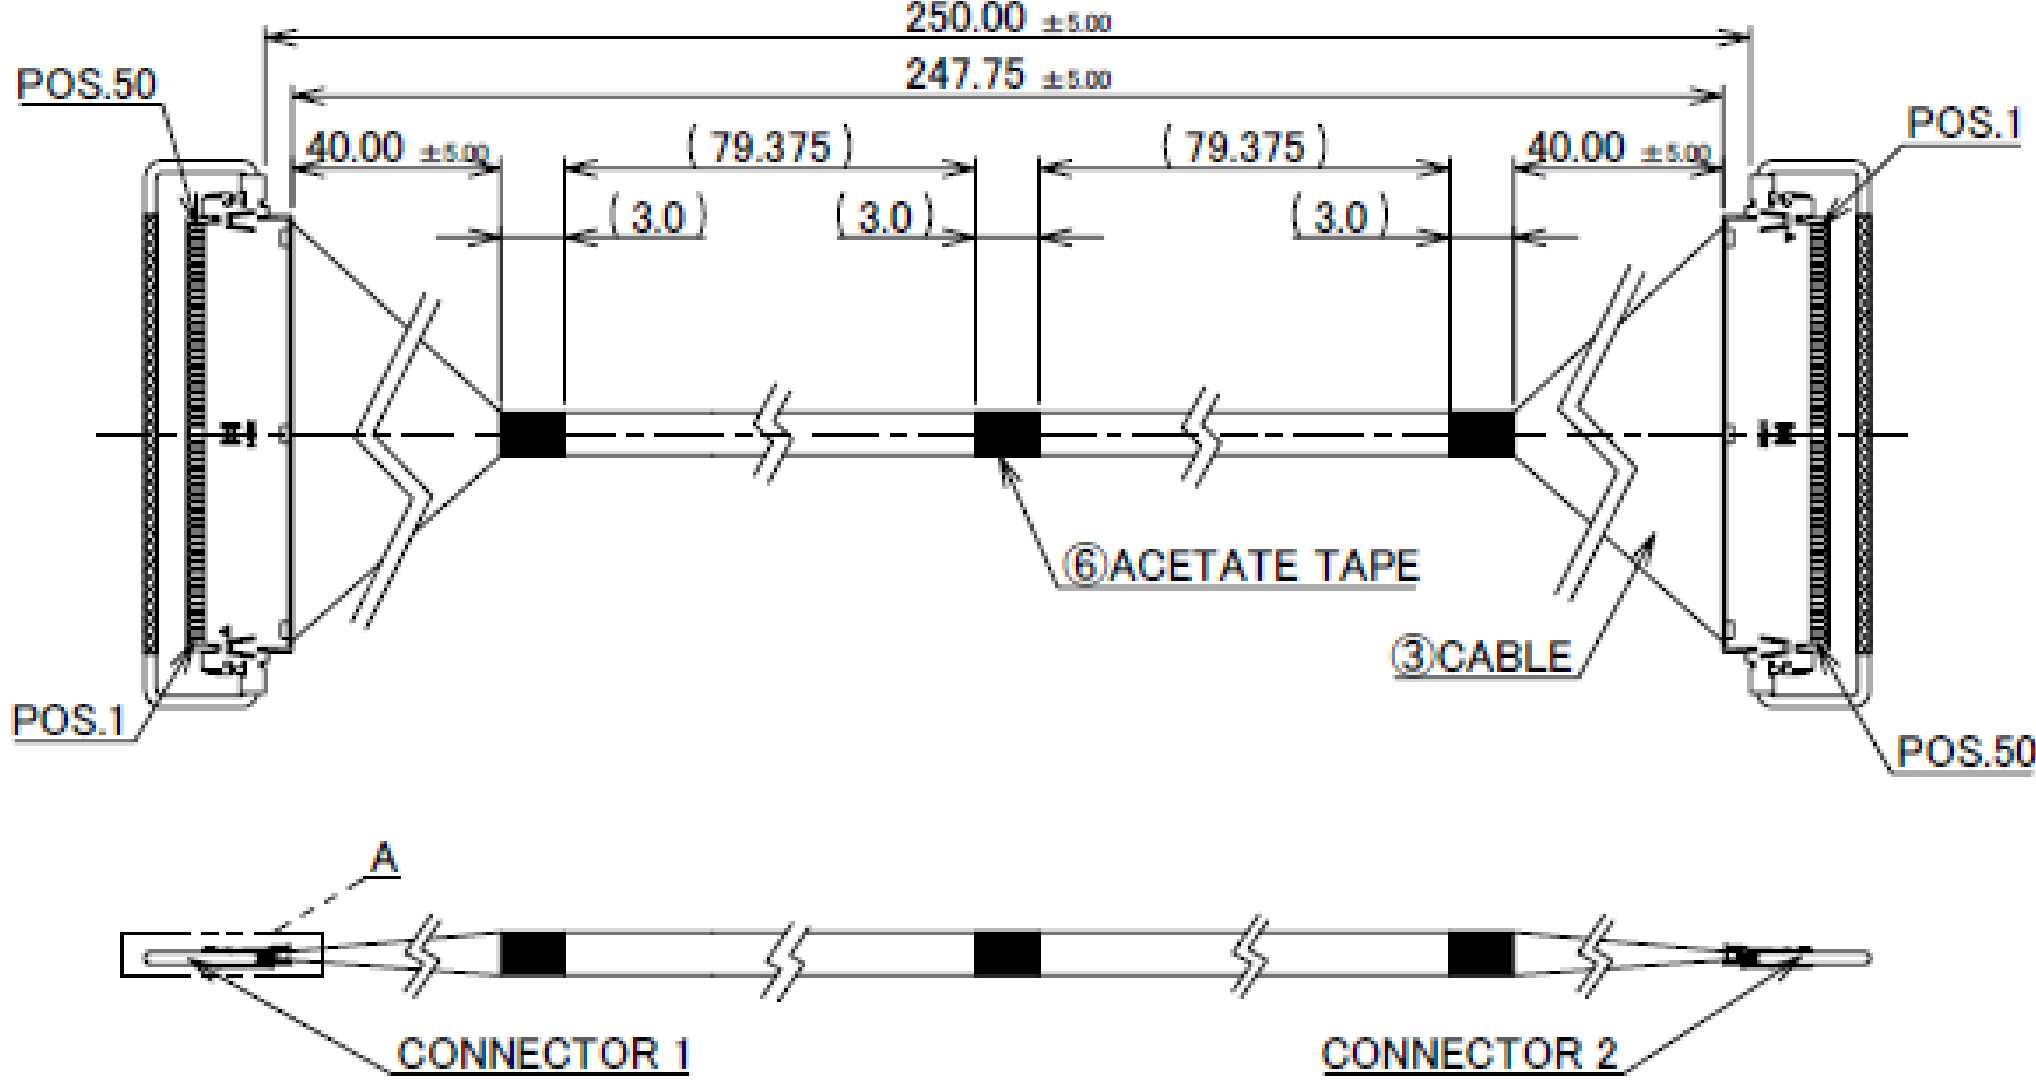 250.00 ±5.00
247.75 ±5.00
POS.50
POS.1
40.00 ±5.00
(79.375)
(79.375)
40.00 ±5.00
(3.0)
(3.0)
(3.0)
⑥ACETATE TAPE
③CABLE
POS.1
POS.50
A
CONNECTOR 1
CONNECTOR 2